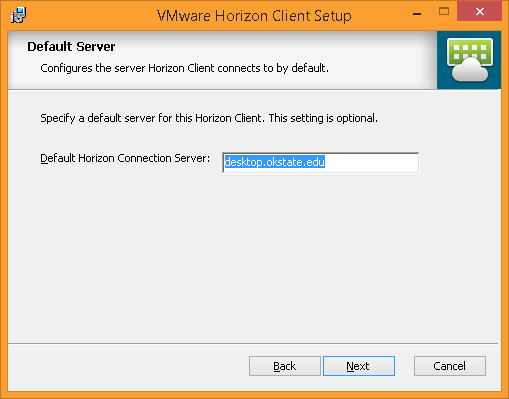 VMware Horizon Client Setup
Default Server
Configures the server Horizon Client connects to by default.
Specify a default server for this Horizon Client. This setting is optional.
Default Horizon Connection Server: desktop.okstate.edu
Back Next Cancel